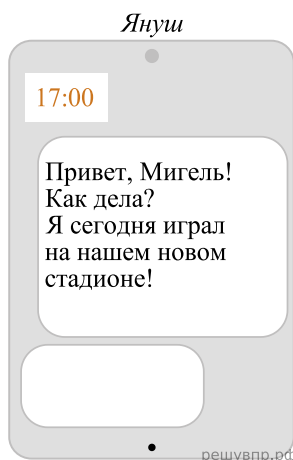 Януш
17:00
Привет, Мигель!
Как дела?
Я сегодня играл
на нашем новом
стадионе!
решувпр.рф